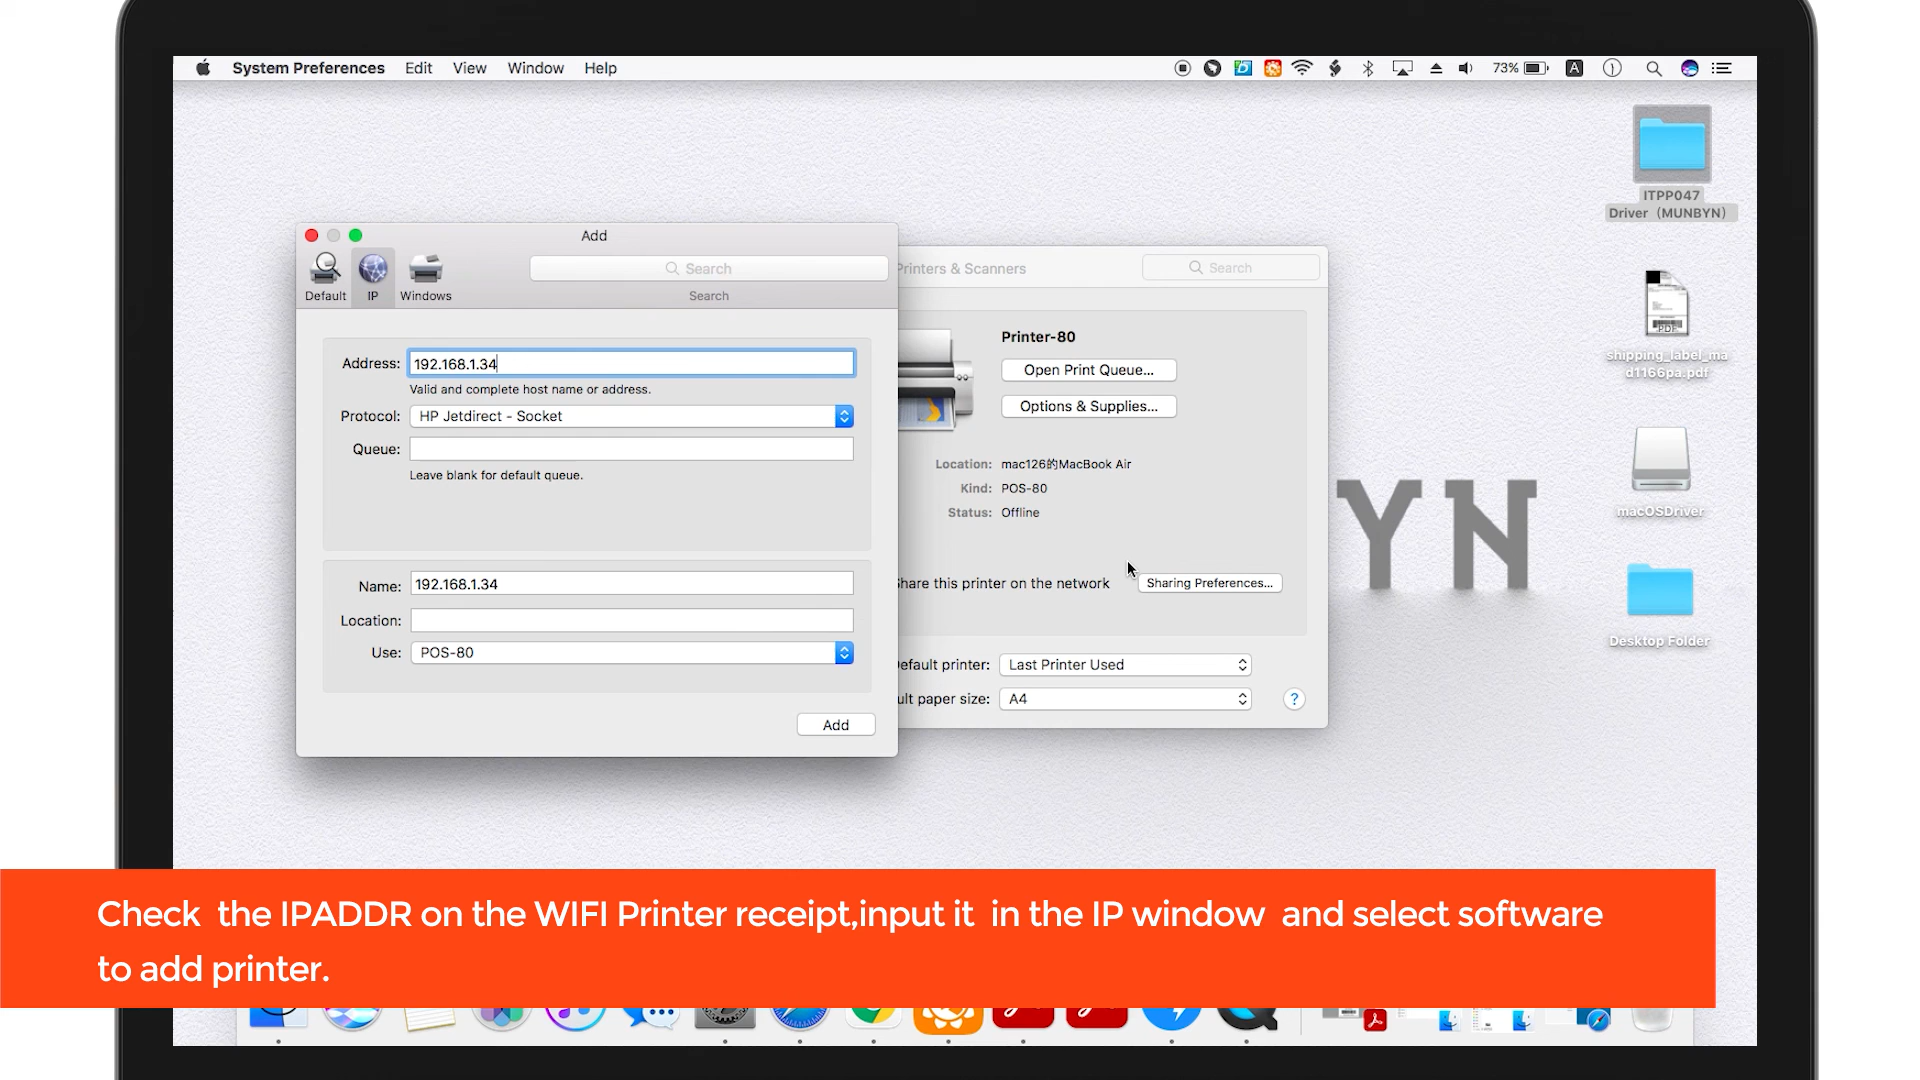 System Preferences Edit View Window Help
73%
A
ITPP047
Driver（MUNBYN）
Add
Default IP Windows
Search
Search
Printers & Scanners
Search
Address: 192.168.1.34
Valid and complete host name or address.
Protocol: HP Jetdirect - Socket
Queue:
Leave blank for default queue.
Name: 192.168.1.34
Location:
Use: POS-80
Add
Printer-80
Open Print Queue...
Options & Supplies...
Location: mac126的MacBook Air
Kind: POS-80
Status: Offline
Share this printer on the network
Sharing Preferences...
efault printer: Last Printer Used
ult paper size: A4
?
YN
PDF
shipping_label_ma
d1166pa.pdf
macOSDriver
Desktop Folder
Check the IPADDR on the WIFI Printer receipt,input it in the IP window and select software
to add printer.